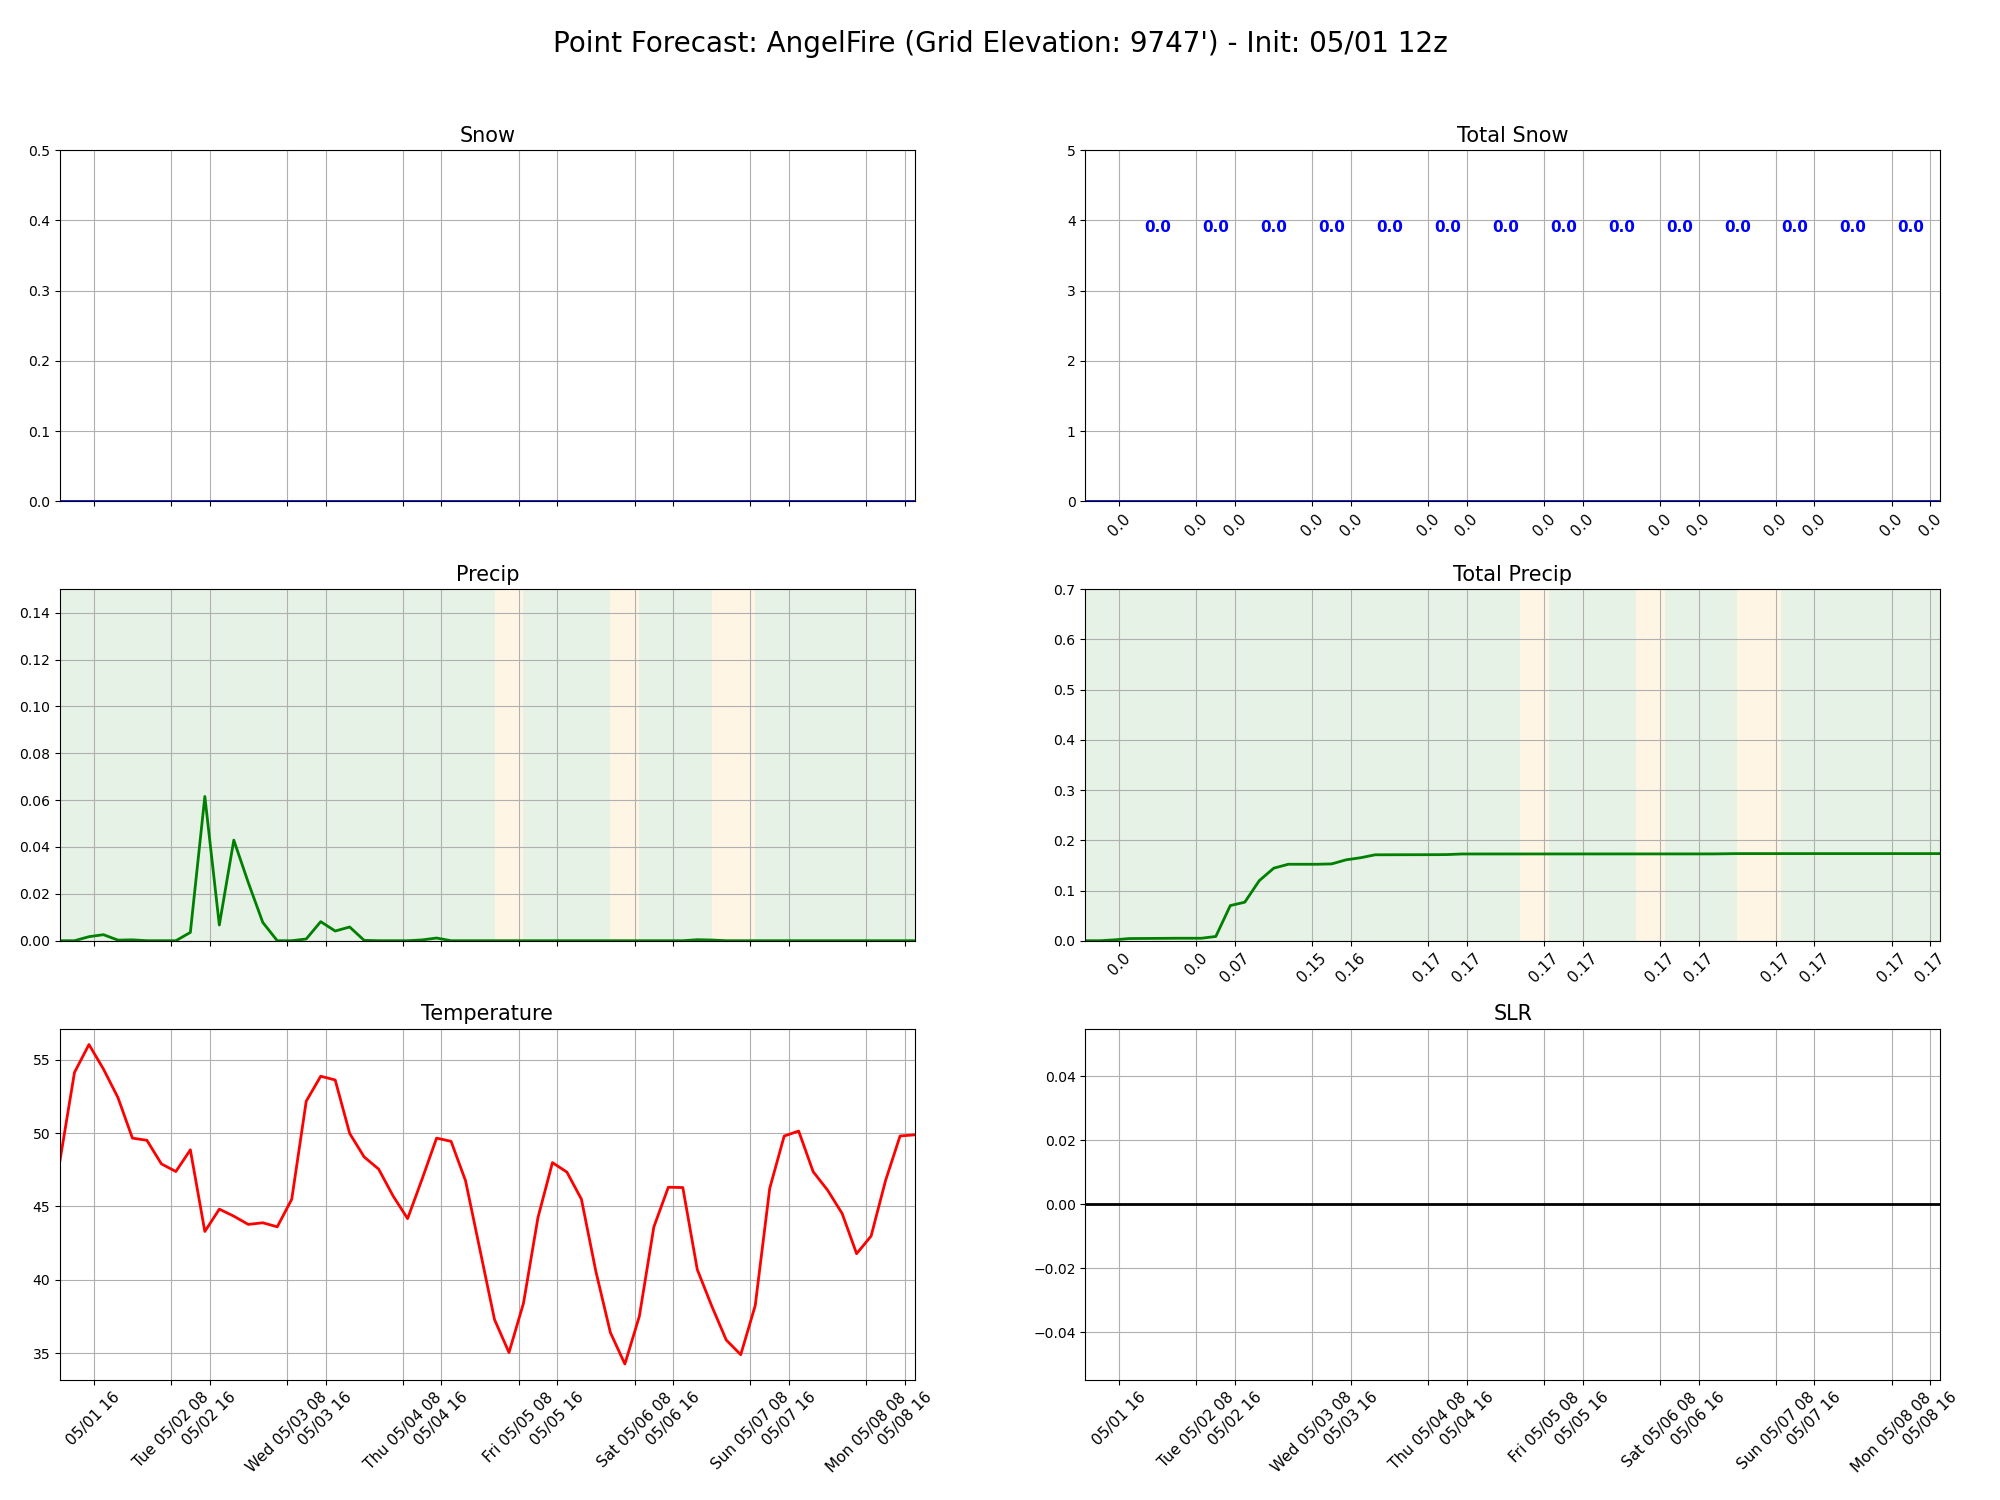 Point Forecast: AngelFire (Grid Elevation: 9747') - Init: 05/01 12z
Snow
0.5
0.4
0.3
0.2
0.1
0.0
Total Snow
5
4
3
2
1
0
0.0 0.0 0.0 0.0 0.0 0.0 0.0 0.0 0.0 0.0 0.0 0.0 0.0 0.0
0.0 0.0 0.0 0.0 0.0 0.0 0.0 0.0 0.0 0.0 0.0 0.0 0.0 0.0 0.0
Precip
0.14
0.12
0.10
0.08
0.06
0.04
0.02
0.00
Total Precip
0.7
0.6
0.5
0.4
0.3
0.2
0.1
0.0
0.0 0.0 0.07 0.15 0.16 0.17 0.17 0.17 0.17 0.17 0.17 0.17 0.17 0.17 0.17
Temperature
55
50
45
40
35
05/01 16
Tue 05/02 08
05/02 16
Wed 05/03 08
05/03 16
Thu 05/04 08
05/04 16
Fri 05/05 08
05/05 16
Sat 05/06 08
05/06 16
Sun 05/07 08
05/07 16
Mon 05/08 08
05/08 16
SLR
0.04
0.02
0.00
−0.02
−0.04
05/01 16
Tue 05/02 08
05/02 16
Wed 05/03 08
05/03 16
Thu 05/04 08
05/04 16
Fri 05/05 08
05/05 16
Sat 05/06 08
05/06 16
Sun 05/07 08
05/07 16
Mon 05/08 08
05/08 16